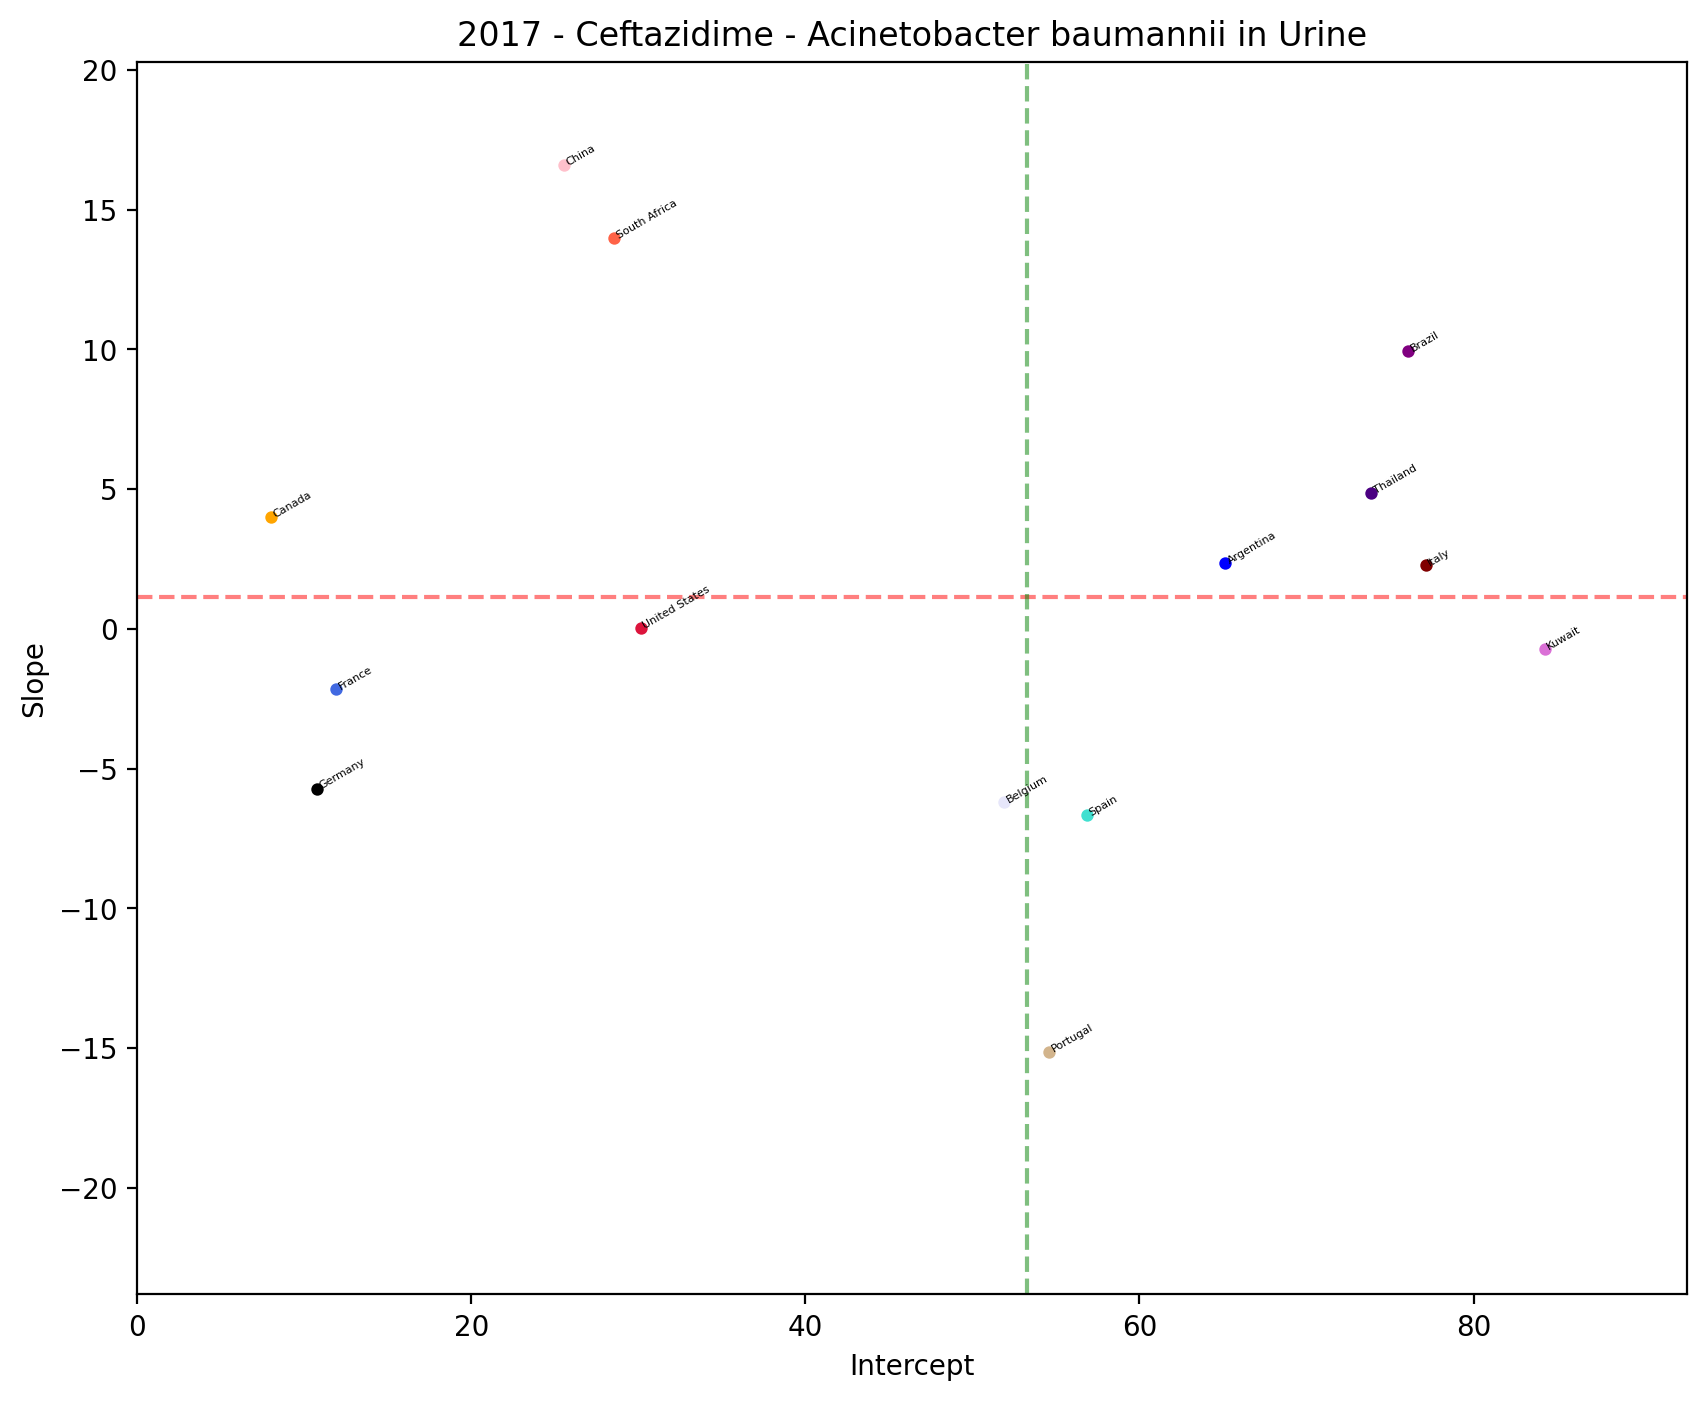 2017 - Ceftazidime - Acinetobacter baumannii in Urine
20
15
10
5
0
−5
−10
−15
−20
Slope
China
South Africa
Brazil
Thailand
Canada
Argentina
Italy
United States
Kuwait
France
Germany
Belgium
Spain
Portugal
0 20 40 60 80
Intercept